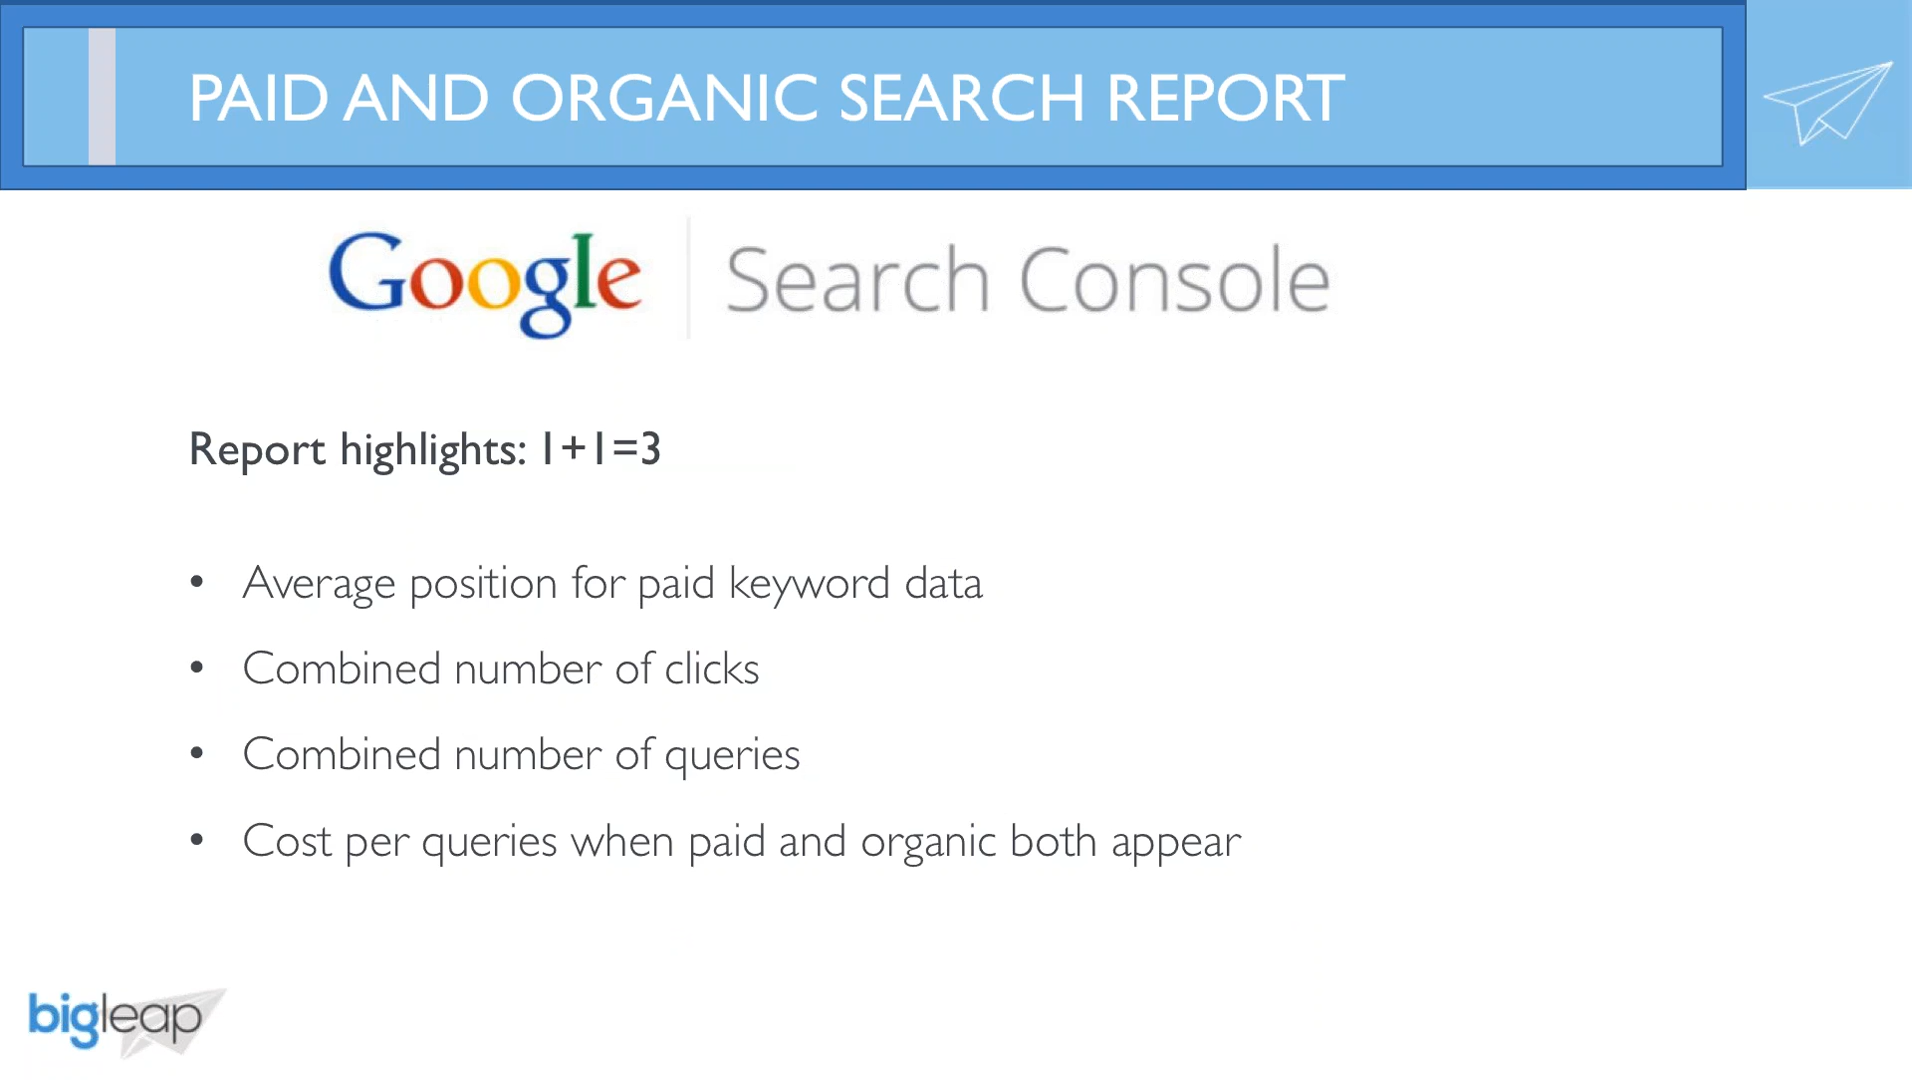 PAID AND ORGANIC SEARCH REPORT
Google Search Console
Report highlights: 1+1=3
• Average position for paid keyword data
• Combined number of clicks
• Combined number of queries
• Cost per queries when paid and organic both appear
bigleap